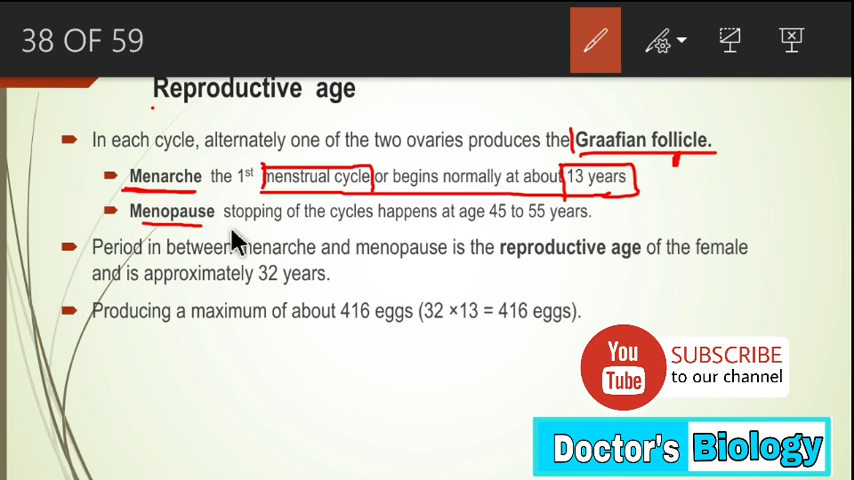 38 OF 59
Reproductive age
In each cycle, alternately one of the two ovaries produces the Graafian follicle.
Menarche the 1st menstrual cycle or begins normally at about 13 years
Menopause stopping of the cycles happens at age 45 to 55 years.
Period in between menarche and menopause is the reproductive age of the female
and is approximately 32 years.
Producing a maximum of about 416 eggs (32 ×13 = 416 eggs).
You
Tube
SUBSCRIBE
to our channel
Doctor's Biology